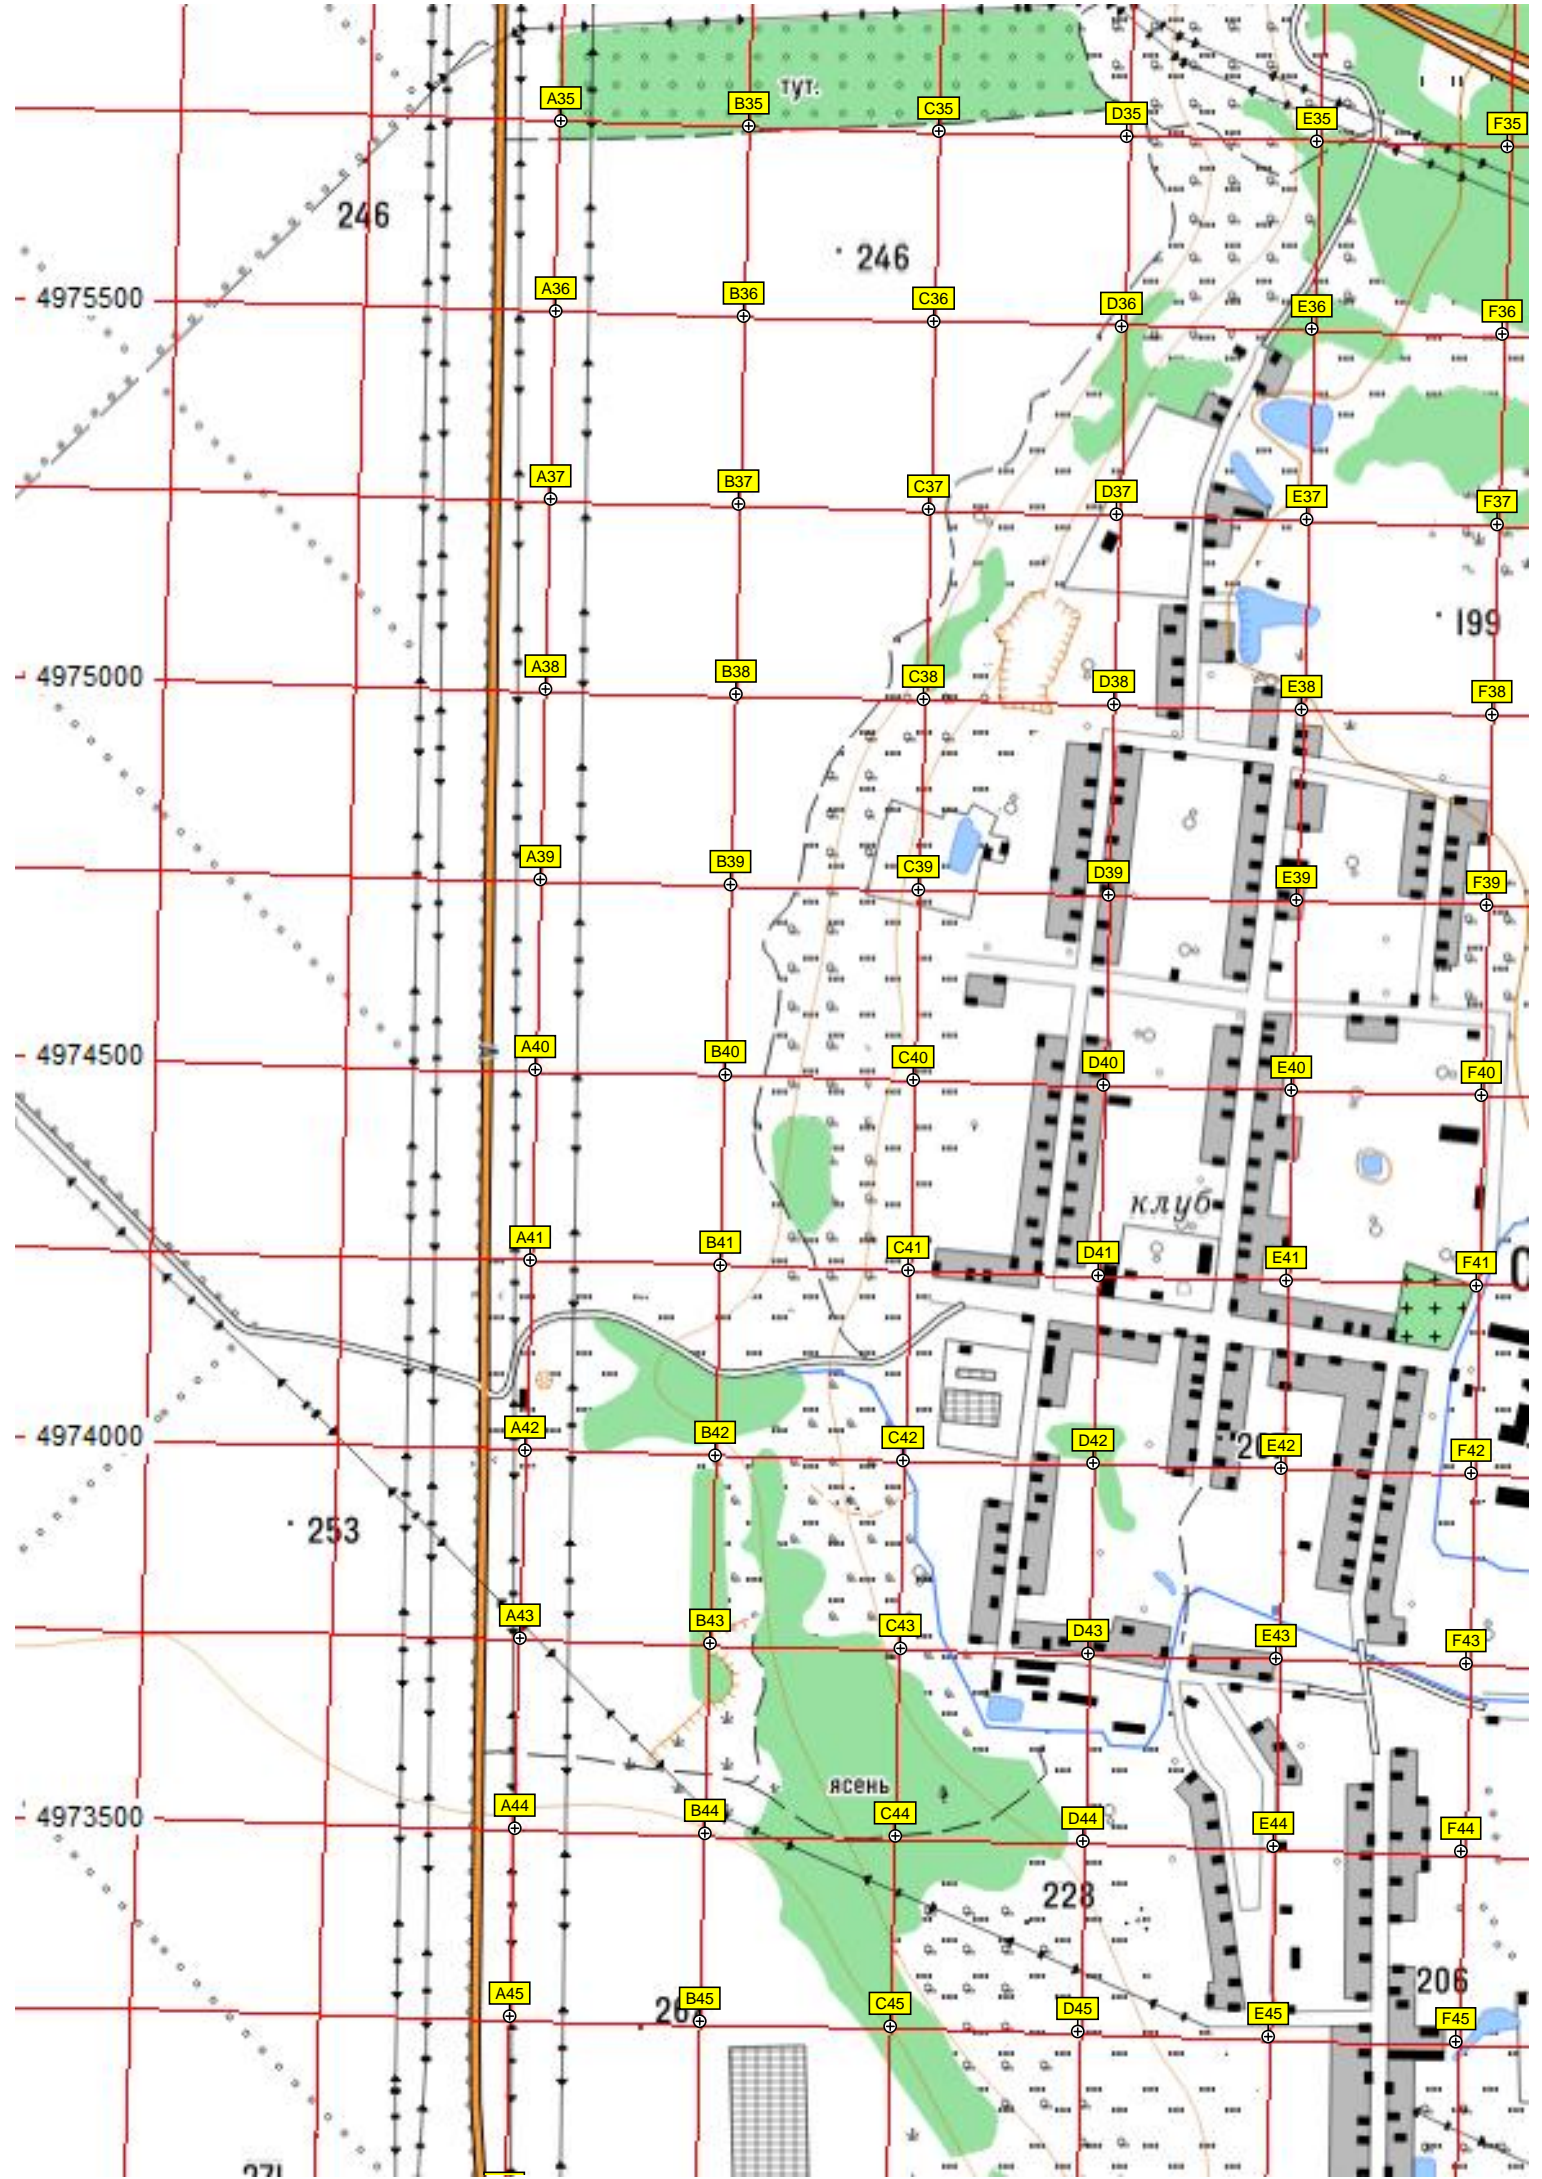 тут.
A35 B35 C35 D35 E35 F35
246
246
4975500
A36 B36 C36 D36 E36 F36
A37 B37 C37 D37 E37 F37
199
4975000
A38 B38 C38 D38 E38 F38
A39 B39 C39 D39 E39 F39
4974500
A40 B40 C40 D40 E40 F40
клуб
A41 B41 C41 D41 E41 F41
4974000
A42 B42 C42 D42 E42 F42
253
A43 B43 C43 D43 E43 F43
ясень
4973500
A44 B44 C44 D44 E44 F44
228
206
A45 B45 C45 D45 E45 F45